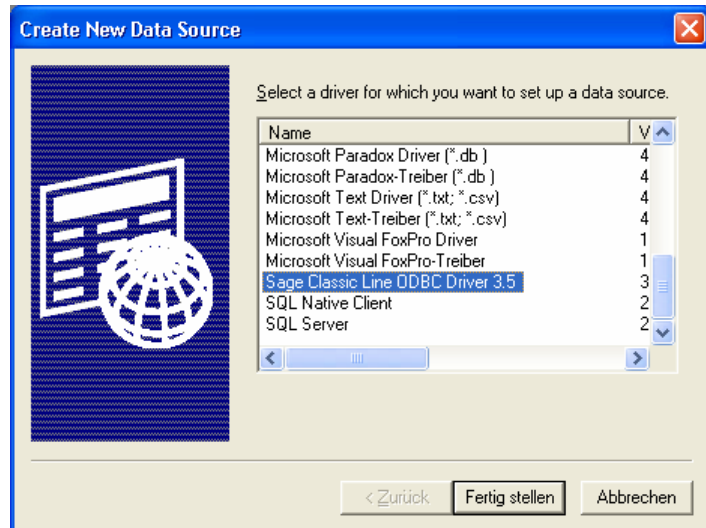 Create New Data Source
Select a driver for which you want to set up a data source.
Name V
Microsoft Paradox Driver (*.db ) 4
Microsoft Paradox-Treiber (*.db ) 4
Microsoft Text Driver (*.txt; *.csv) 4
Microsoft Text-Treiber (*.txt; *.csv) 4
Microsoft Visual FoxPro Driver 1
Microsoft Visual FoxPro-Treiber 1
Sage Classic Line ODBC Driver 3.5 3
SQL Native Client 2
SQL Server 2
< Zurück Fertig stellen Abbrechen